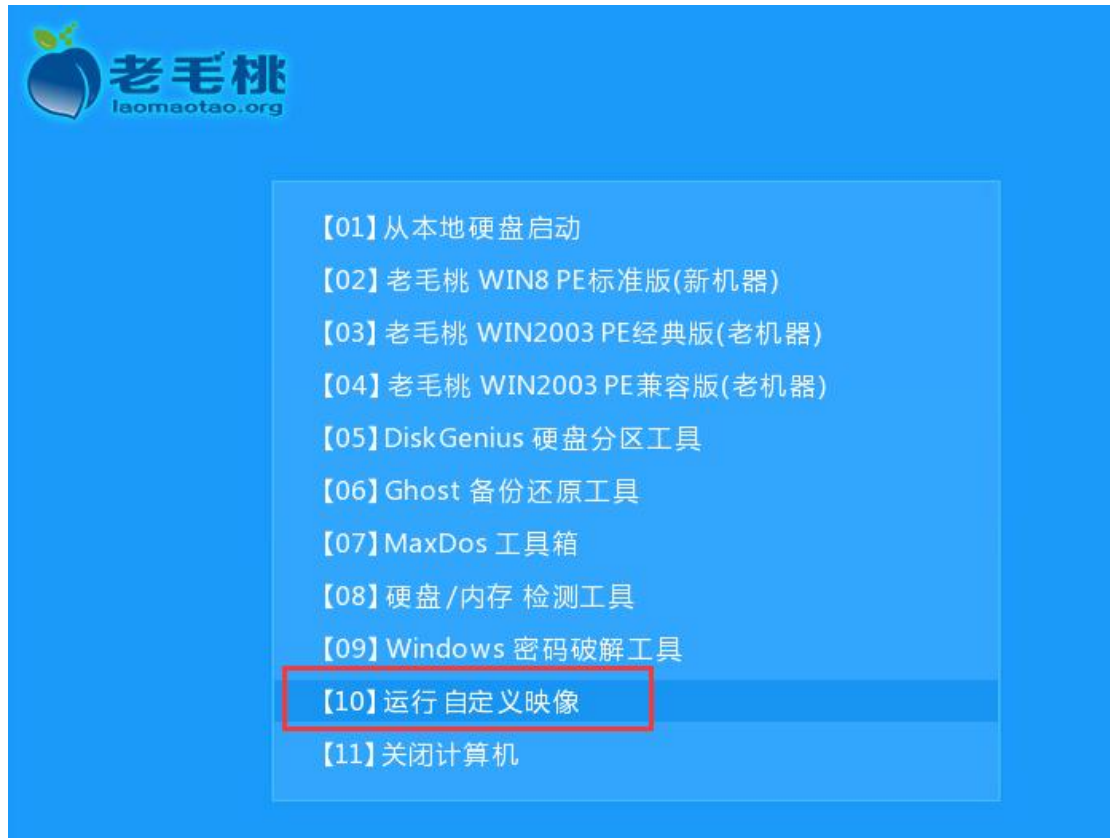 老毛桃
laomaotao.org
【01】从本地硬盘启动
【02】老毛桃 WIN8 PE标准版(新机器)
【03】老毛桃 WIN2003 PE经典版(老机器)
【04】老毛桃 WIN2003 PE兼容版(老机器)
【05】DiskGenius 硬盘分区工具
【06】Ghost 备份还原工具
【07】MaxDos 工具箱
【08】硬盘/内存 检测工具
【09】Windows 密码破解工具
【10】运行 自定义映像
【11】关闭计算机